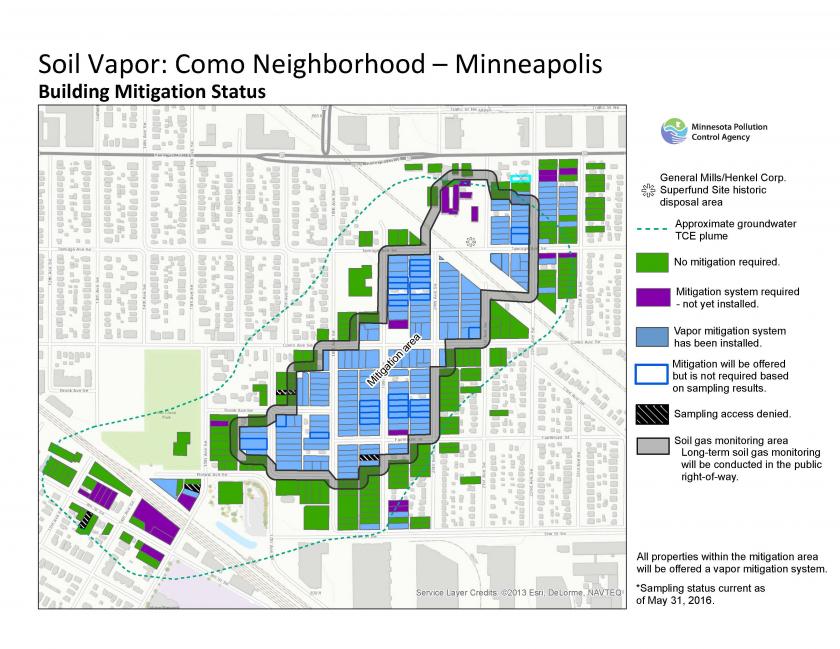 Soil Vapor: Como Neighborhood – Minneapolis
Building Mitigation Status
Minnesota Pollution
Control Agency
General Mills/Henkel Corp.
Superfund Site historic
disposal area
Approximate groundwater
TCE plume
No mitigation required.
Mitigation system required
- not yet installed.
Vapor mitigation system
has been installed.
Mitigation will be offered
but is not required based
on sampling results.
Sampling access denied.
Soil gas monitoring area
Long-term soil gas monitoring
will be conducted in the public
right-of-way.
Mitigation area
All properties within the mitigation area
will be offered a vapor mitigation system.
*Sampling status current as
of May 31, 2016.
Service Layer Credits: ©2013 Esri, DeLorme, NAVTEQ